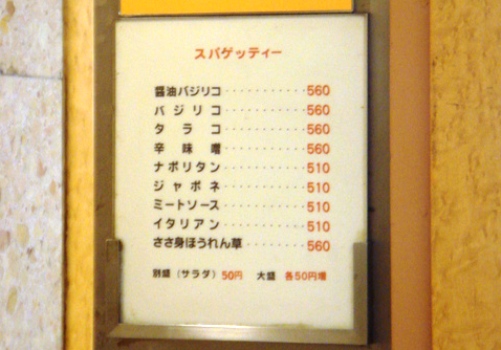 スパゲッティー
醤油バジリコ・・・・・・・・・・・560
バジリコ・・・・・・・・・・・560
タラコ・・・・・・・・・・・560
辛味噌・・・・・・・・・・・560
ナポリタン・・・・・・・・・・・510
ジャポネ・・・・・・・・・・・510
ミートソース・・・・・・・・・・・510
イタリアン・・・・・・・・・・・510
ささ身ほうれん草・・・・・・・・560
別盛（サラダ）50円 大盛 各50円増